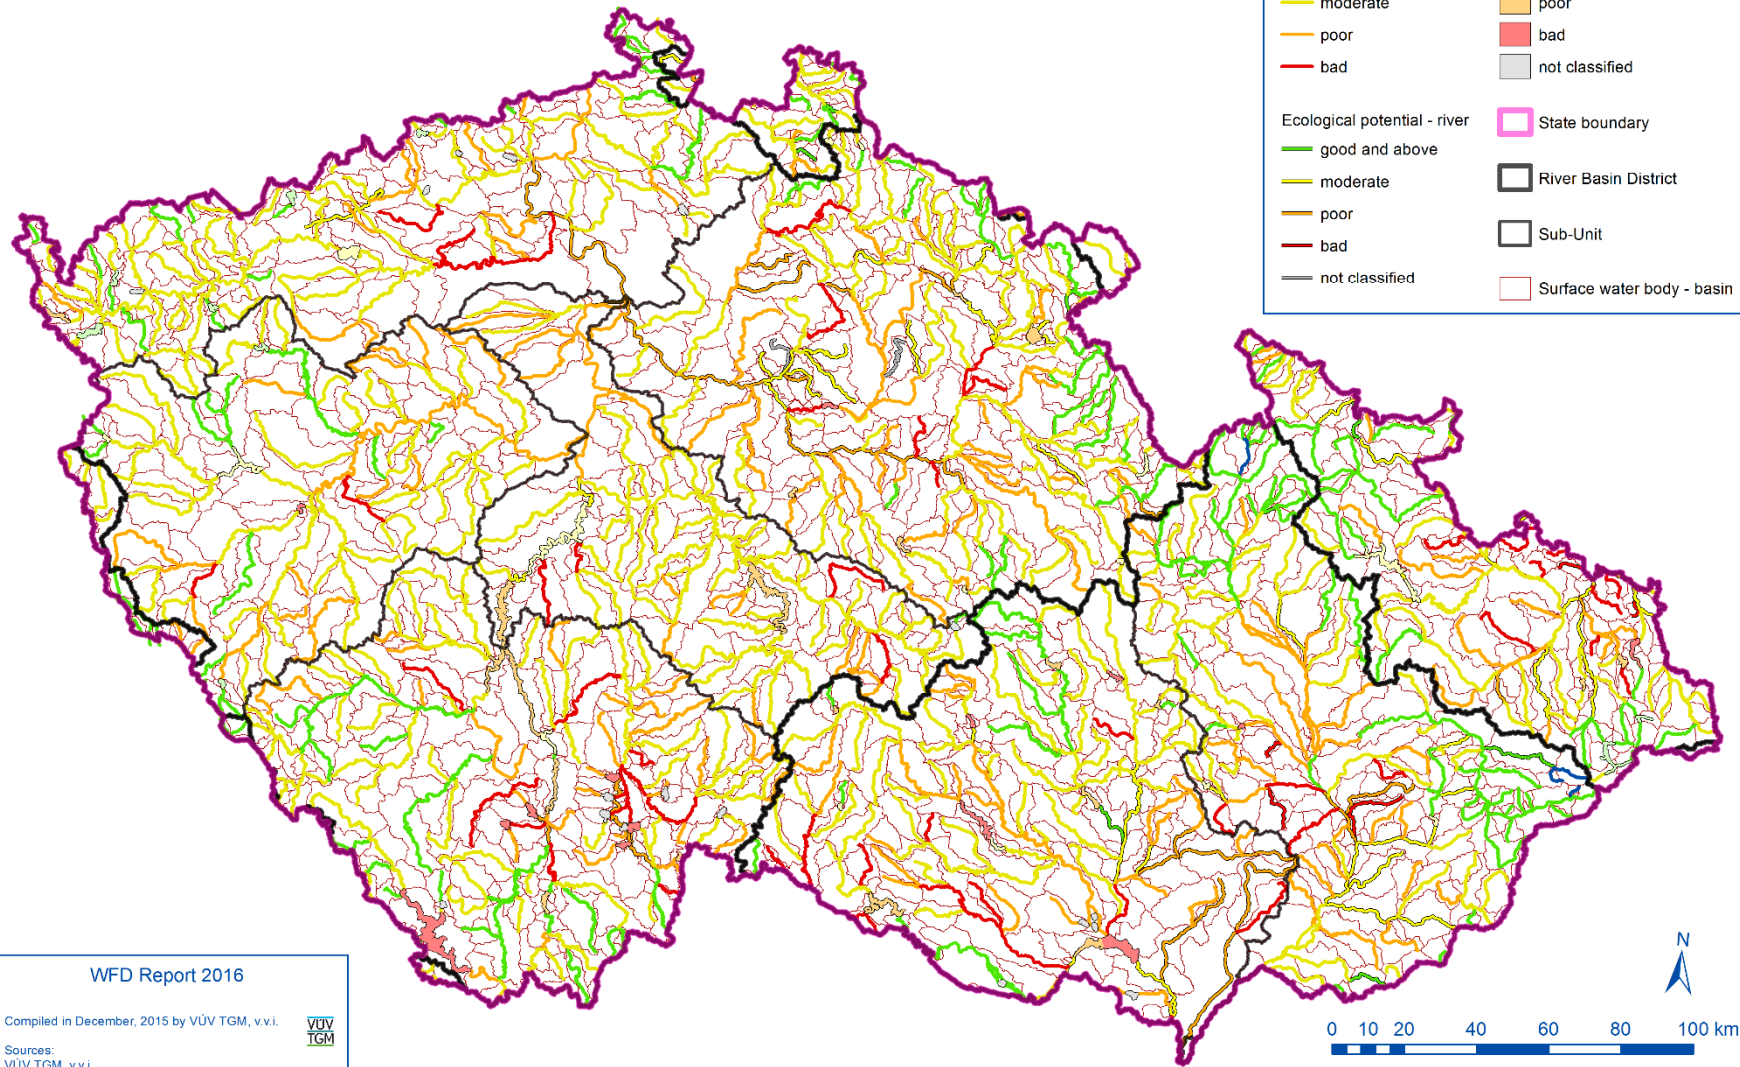 moderate
poor
bad
Ecological potential - river
good and above
moderate
poor
bad
not classified
poor
bad
not classified
State boundary
River Basin District
Sub-Unit
Surface water body - basin
WFD Report 2016
Compiled in December, 2015 by VÚV TGM, v.v.i.
Sources:
VÚV TGM, v.v.i.
VÚV
TGM
N
0 10 20 40 60 80 100 km